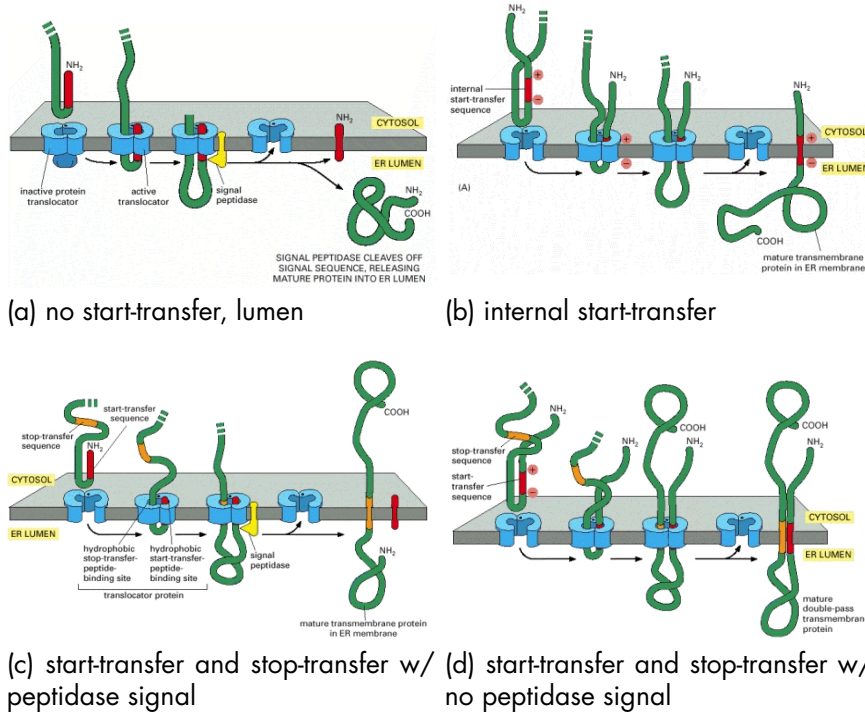 NH2
CYTOSOL
ER LUMEN
NH2
inactive protein
translocator
active
translocator
signal
peptidase
NH2
COOH
SIGNAL PEPTIDASE CLEAVES OFF
SIGNAL SEQUENCE, RELEASING
MATURE PROTEIN INTO ER LUMEN
(a) no start-transfer, lumen
NH2
internal
start-transfer
sequence
+
−
NH2
+
−
NH2
NH2
CYTOSOL
+
ER LUMEN
−
(A)
COOH
mature transmembrane
protein in ER membrane
(b) internal start-transfer
start-transfer
sequence
stop-transfer
sequence
NH2
COOH
CYTOSOL
ER LUMEN
hydrophobic
stop-transfer-
peptide-
binding site
hydrophobic
start-transfer-
peptide-
binding site
translocator protein
signal
peptidase
NH2
mature transmembrane protein
in ER membrane
(c) start-transfer and stop-transfer w/
peptidase signal
NH2
stop-transfer
sequence
start-
transfer
sequence
+
−
NH2
COOH
NH2
COOH
NH2
CYTOSOL
ER LUMEN
mature
double-pass
transmembrane
protein
(d) start-transfer and stop-transfer w/
no peptidase signal